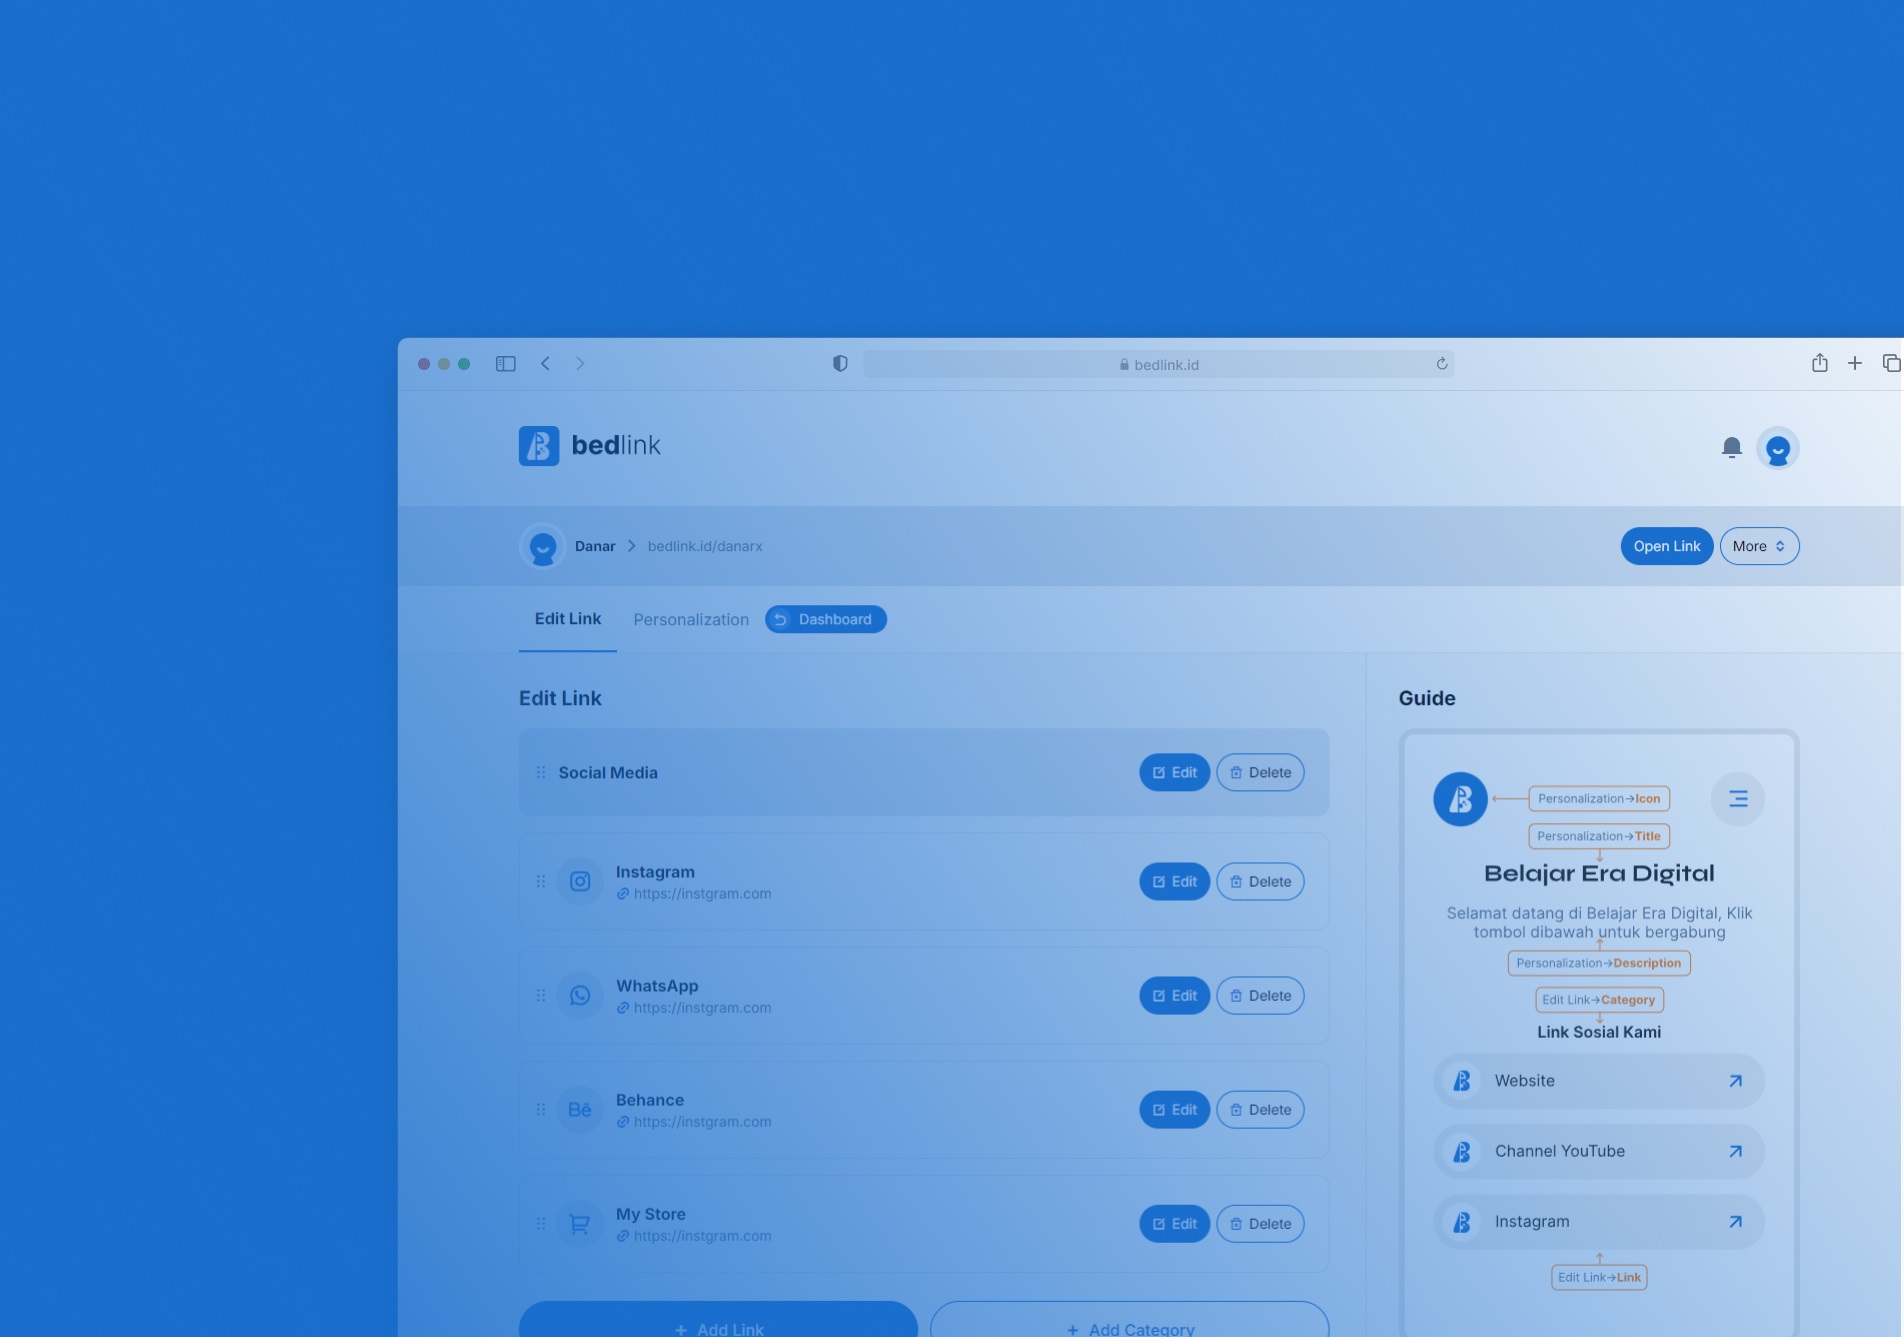 bedlink.id
bedlink
Danar
bedlink.id/danarx
Open Link
More
Edit Link
Personalization
Dashboard
Edit Link
Social Media
Edit
Delete
Instagram
https://instgram.com
Edit
Delete
WhatsApp
https://instgram.com
Edit
Delete
Behance
https://instgram.com
Edit
Delete
My Store
https://instgram.com
Edit
Delete
Add Link
Add Category
Guide
Personalization→Icon
Personalization→Title
Belajar Era Digital
Selamat datang di Belajar Era Digital, Klik
tombol dibawah untuk bergabung
Personalization→Description
Edit Link→Category
Link Sosial Kami
Website
Channel YouTube
Instagram
Edit Link→Link